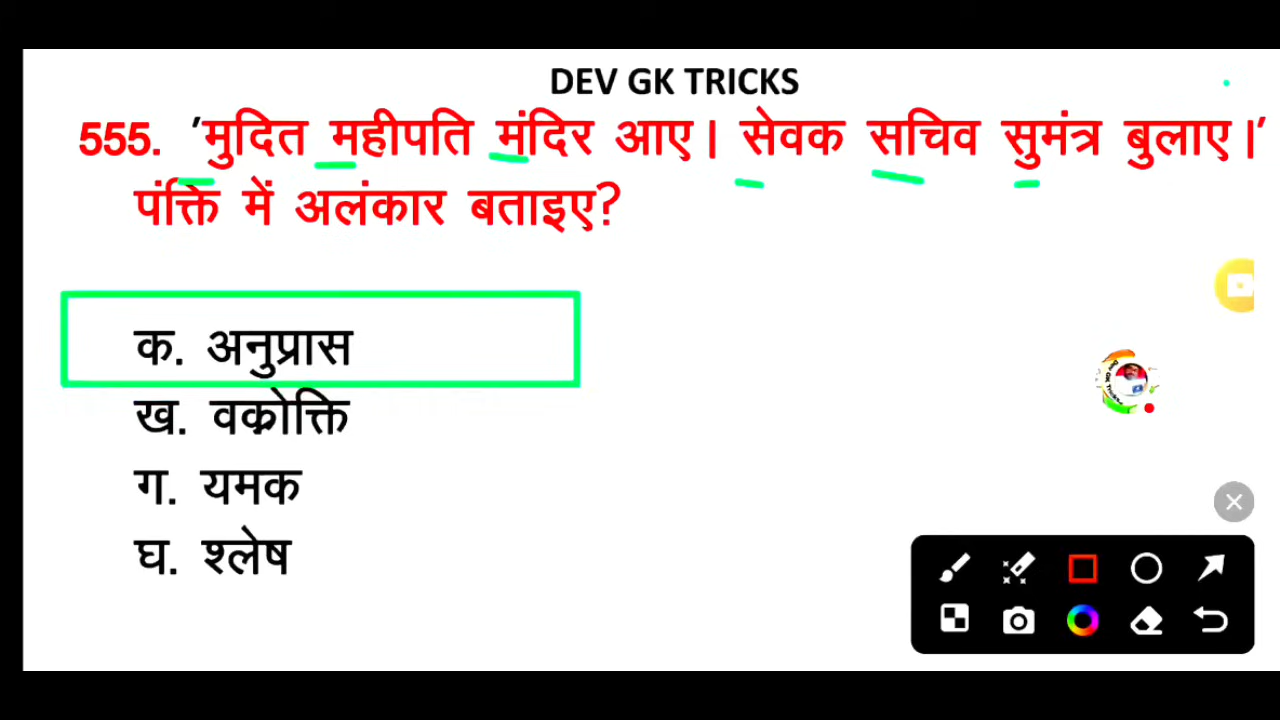 DEV GK TRICKS
555. 'मुदित महीपति मंदिर आए। सेवक सचिव सुमंत्र बुलाए।'
पंक्ति में अलंकार बताइए?
क. अनुप्रास
ख. वक्रोक्ति
ग. यमक
घ. श्लेष